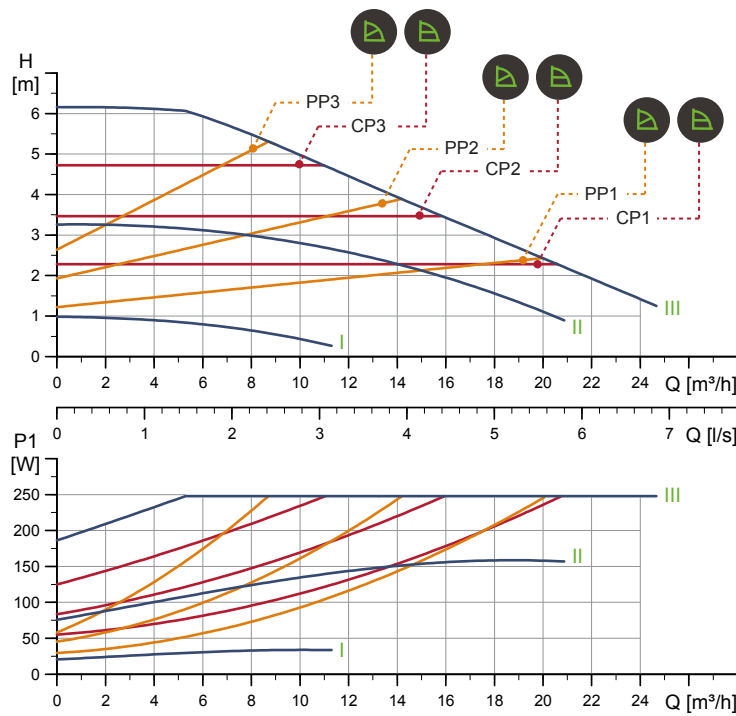 H
[m]
PP3
CP3
PP2
CP2
PP1
CP1
6
5
4
3
2
1
0
I
II
III
0 2 4 6 8 10 12 14 16 18 20 22 24 Q [m³/h]
0 1 2 3 4 5 6 7 Q [l/s]
P1
[W]
250
200
150
100
50
0
III
II
I
0 2 4 6 8 10 12 14 16 18 20 22 24 Q [m³/h]